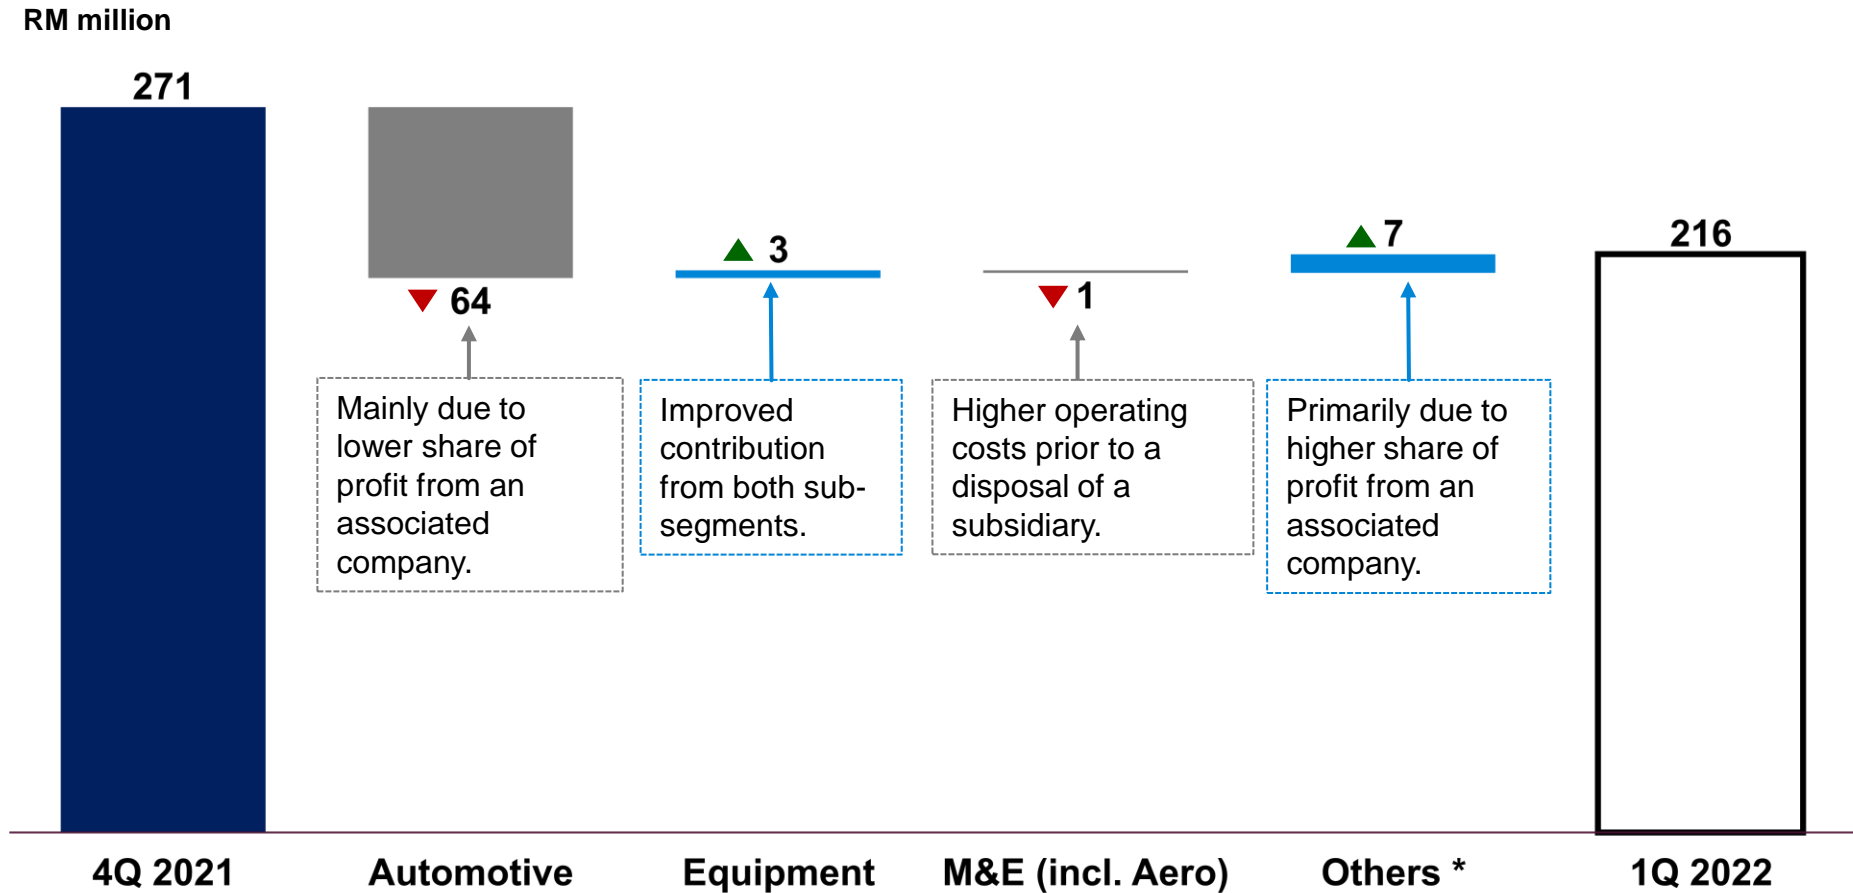 RM million
271
▼ 64
▲ 3
▼ 1
▲ 7
216
Mainly due to
lower share of
profit from an
associated
company.
Improved
contribution
from both sub-
segments.
Higher operating
costs prior to a
disposal of a
subsidiary.
Primarily due to
higher share of
profit from an
associated
company.
4Q 2021
Automotive
Equipment
M&E (incl. Aero)
Others *
1Q 2022